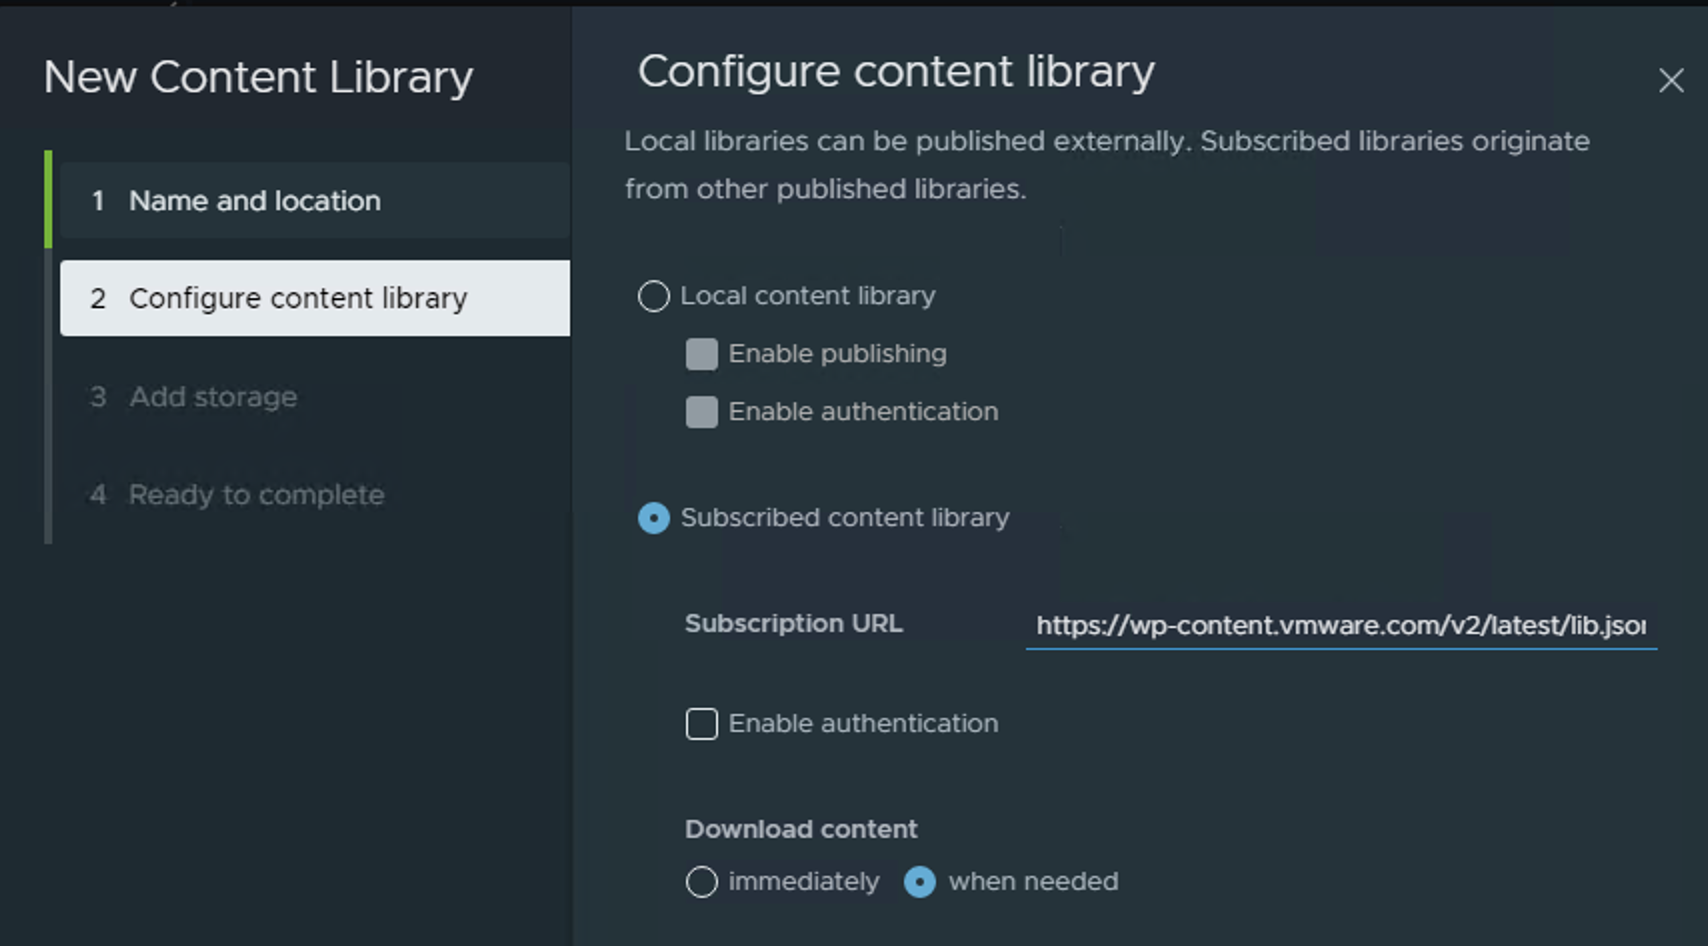 New Content Library
1 Name and location
2 Configure content library
3 Add storage
4 Ready to complete
Configure content library
Local libraries can be published externally. Subscribed libraries originate
from other published libraries.
Local content library
Enable publishing
Enable authentication
Subscribed content library
Subscription URL https://wp-content.vmware.com/v2/latest/lib.json
Enable authentication
Download content
immediately when needed